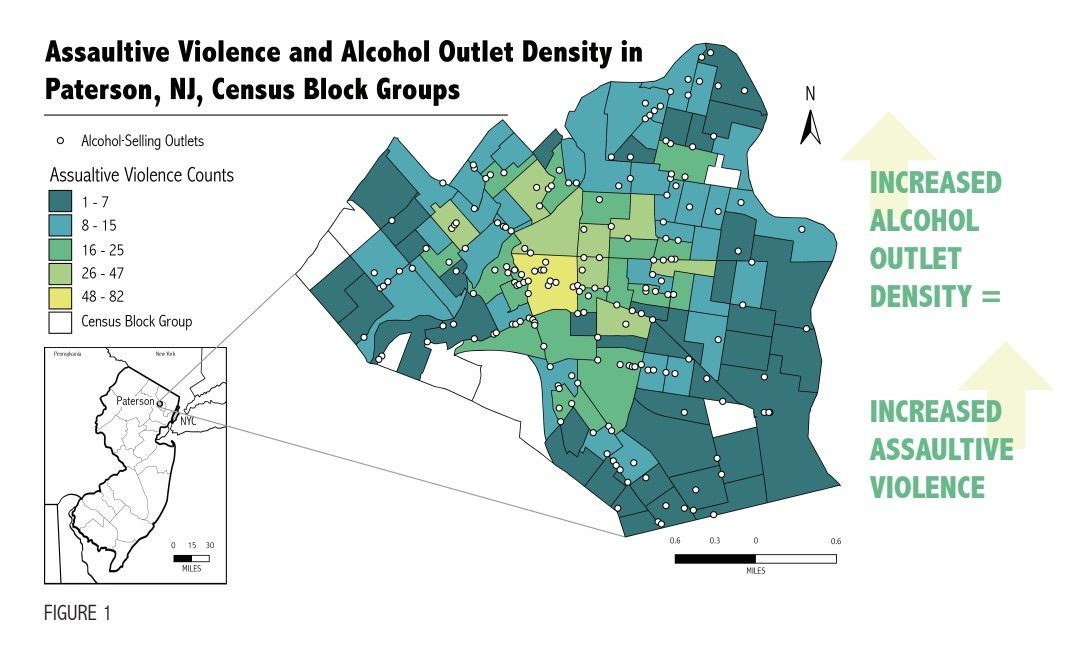 Assaultive Violence and Alcohol Outlet Density in
Paterson, NJ, Census Block Groups
Alcohol-Selling Outlets
Assualtive Violence Counts
1 - 7
8 - 15
16 - 25
26 - 47
48 - 82
Census Block Group
N
INCREASED
ALCOHOL
OUTLET
DENSITY =
INCREASED
ASSAULTIVE
VIOLENCE
Pennsylvania
New York
Paterson
NYC
0 15 30
MILES
0.6 0.3 0 0.6
MILES
FIGURE 1